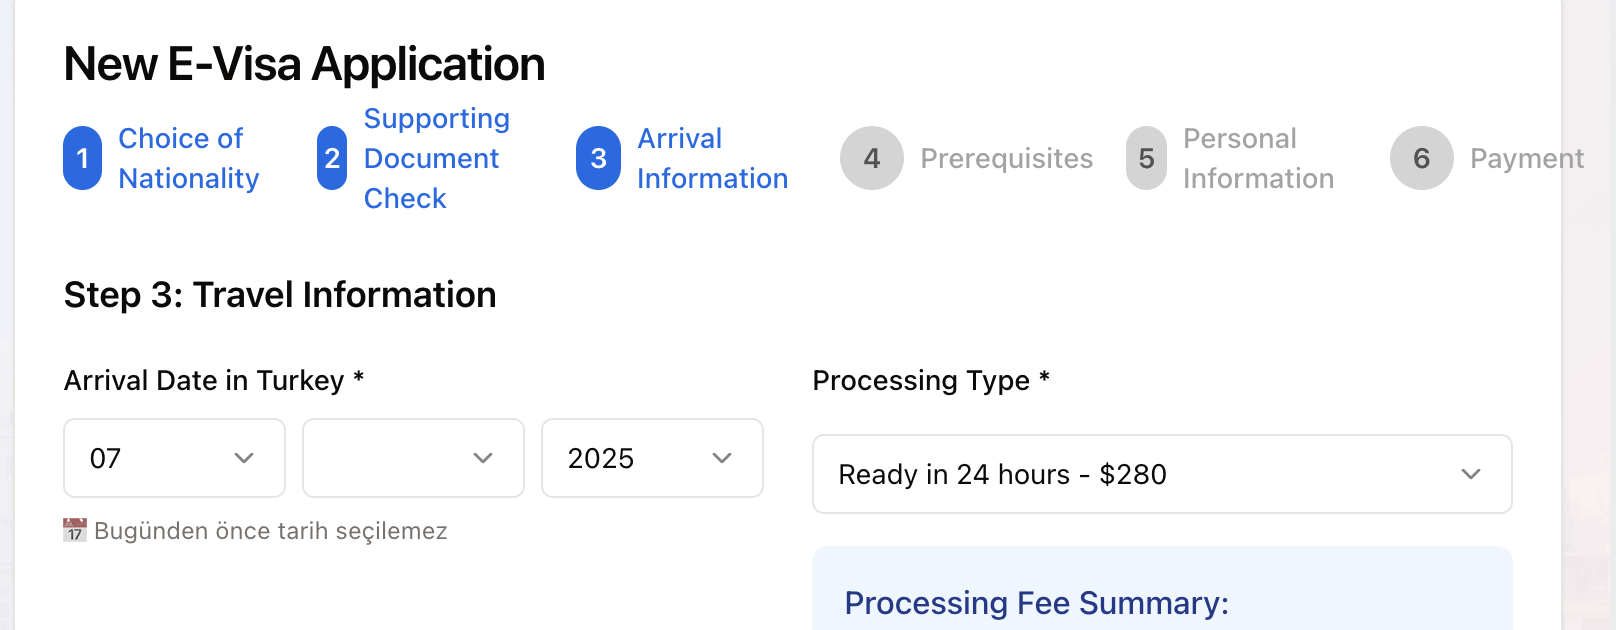 New E-Visa Application
1
Choice of
Nationality
2
Supporting
Document
Check
3
Arrival
Information
4
Prerequisites
5
Personal
Information
6
Payment
Step 3: Travel Information
Arrival Date in Turkey *
07
2025
📅 Bugünden önce tarih seçilemez
Processing Type *
Ready in 24 hours - $280
Processing Fee Summary: